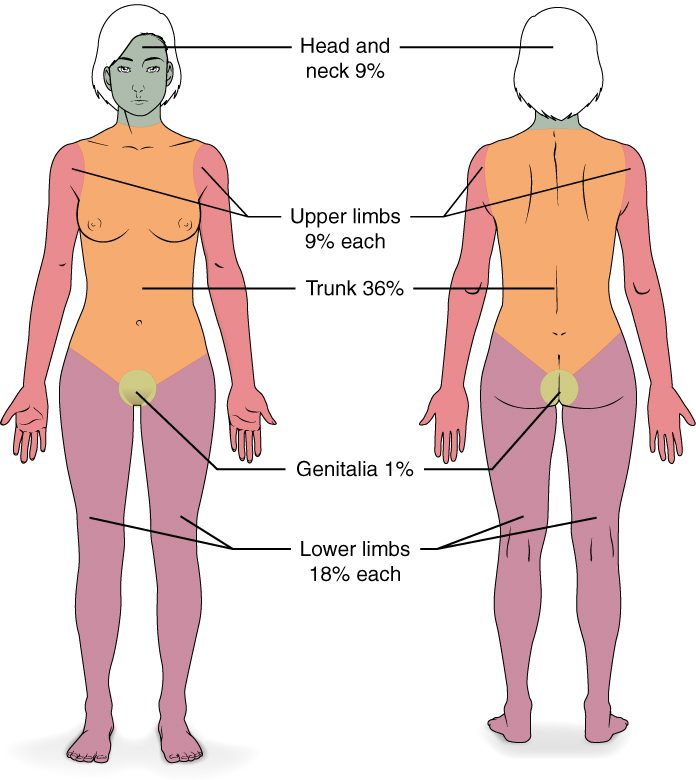 Head and
neck 9%
Upper limbs
9% each
Trunk 36%
Genitalia 1%
Lower limbs
18% each